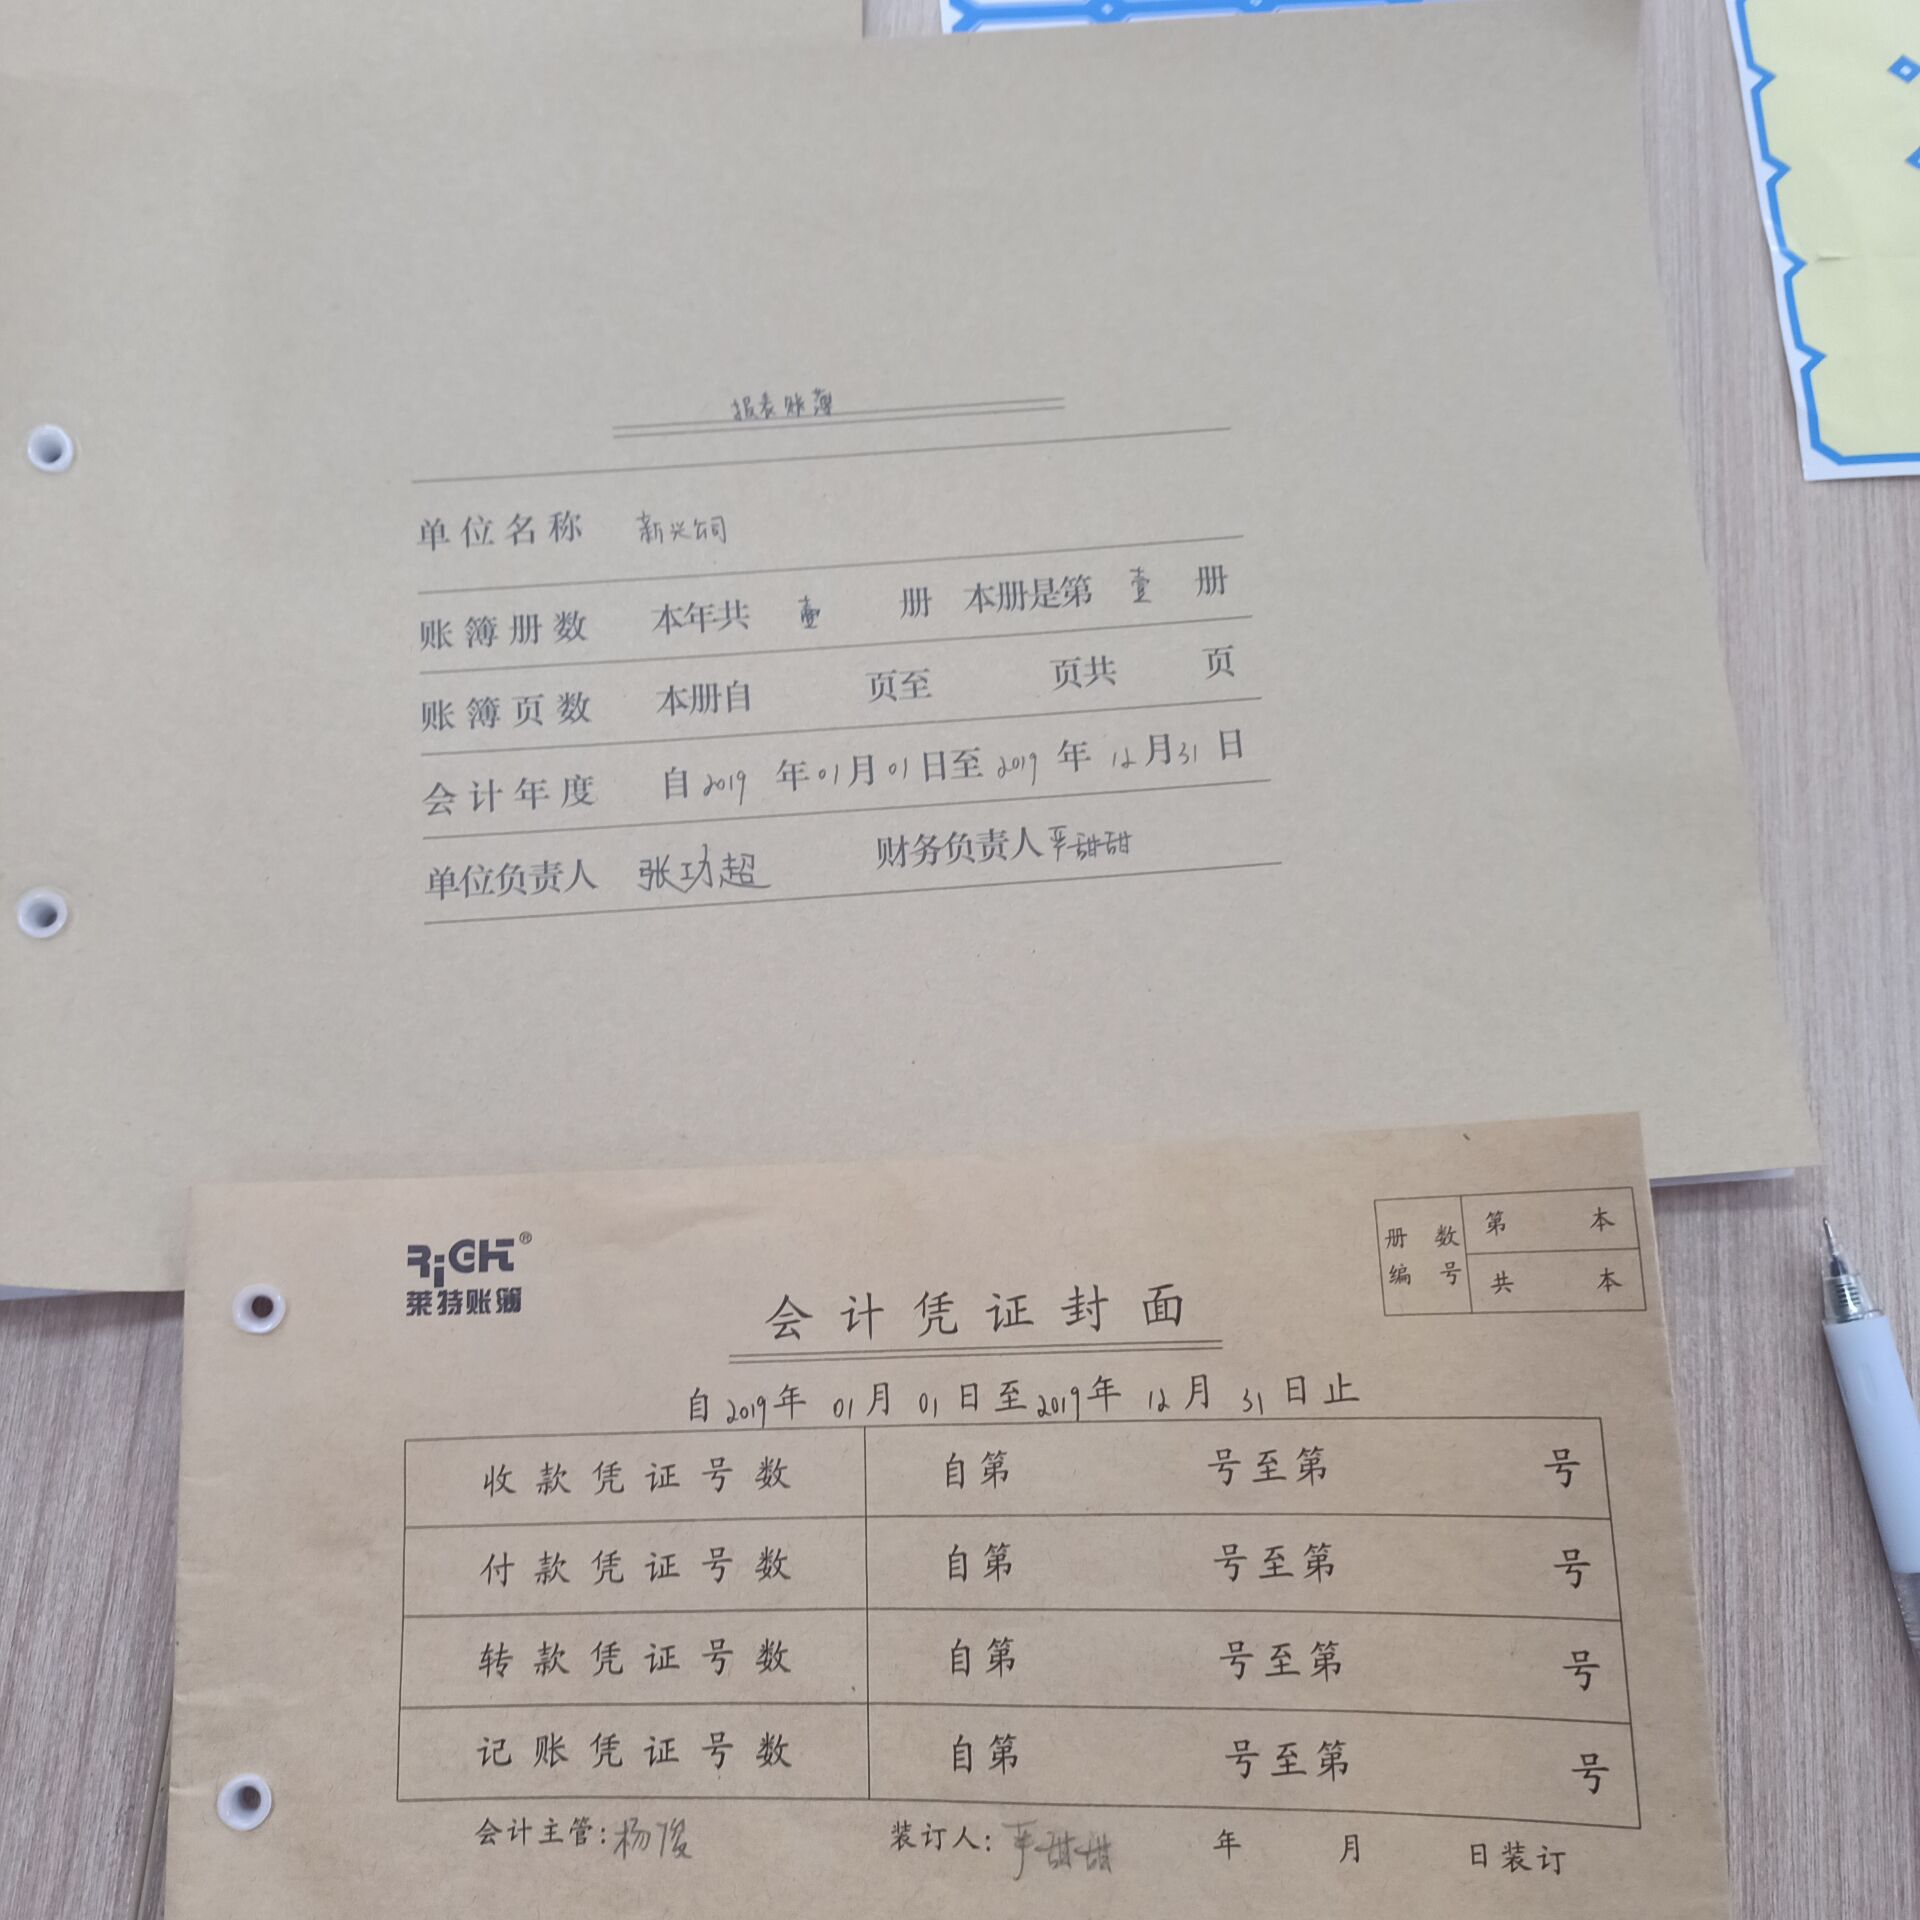 报表账簿
单位名称 新兴公司
账簿册数 本年共 壹 册 本册是第 壹 册
账簿页数 本册自 页至 页共 页
会计年度 自2019年01月01日至2019年12月31日
单位负责人 张功超 财务负责人 严甜甜
RiGHT®
莱特账簿
册数编号 第 本
共 本
会计凭证封面
自2019年01月01日至2019年12月31日止
收款凭证号数 自第 号至第 号
付款凭证号数 自第 号至第 号
转款凭证号数 自第 号至第 号
记账凭证号数 自第 号至第 号
会计主管:杨俊 装订人:严甜甜 年 月 日装订